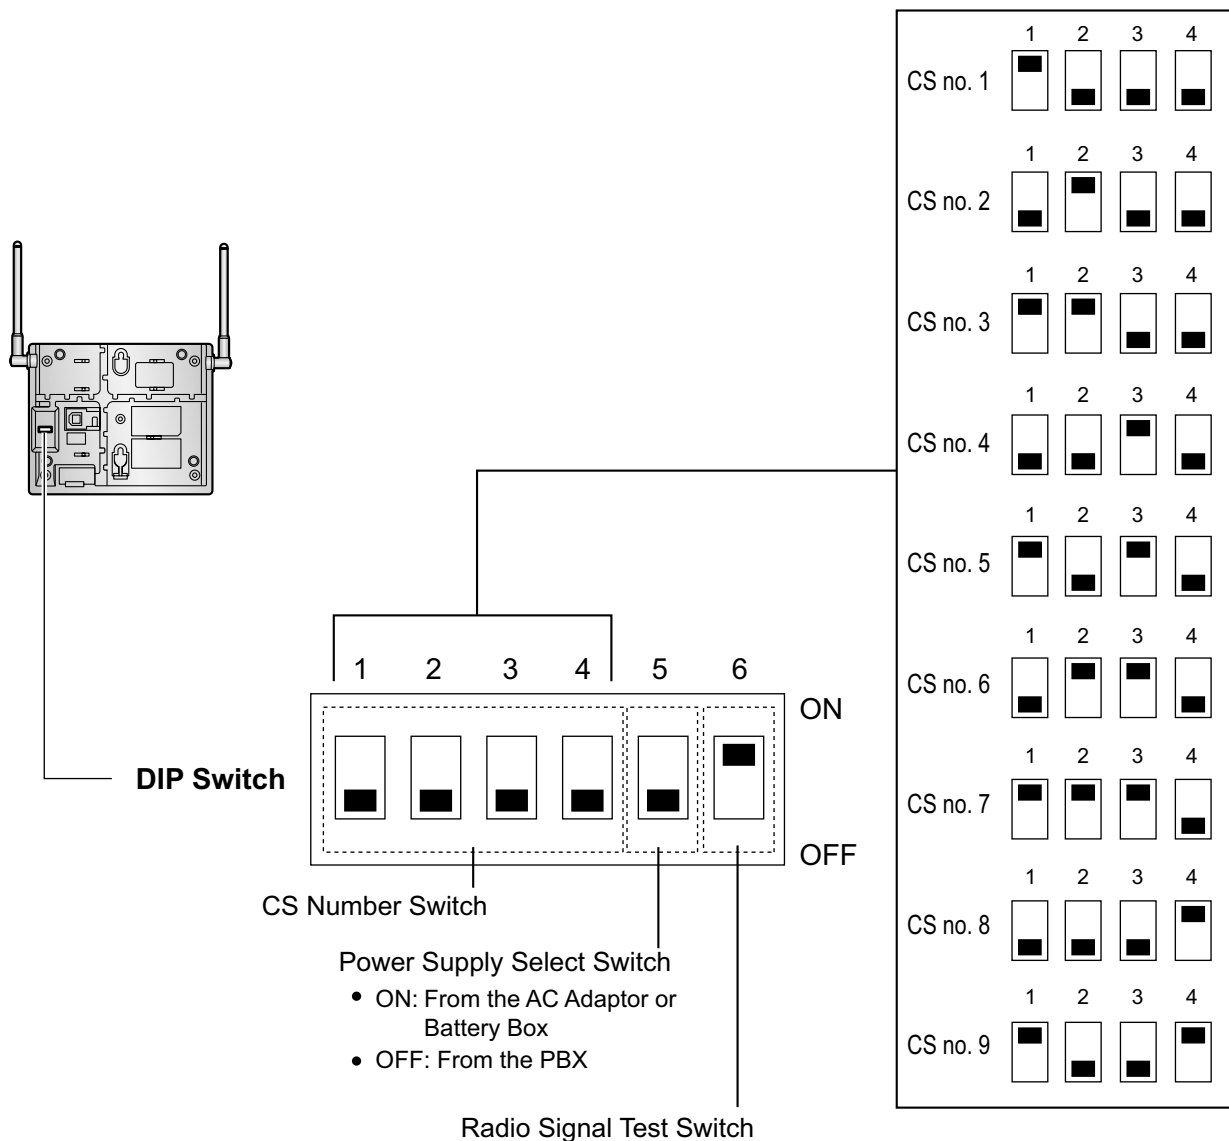 1 2 3 4
CS no. 1
1 2 3 4
CS no. 2
1 2 3 4
CS no. 3
1 2 3 4
CS no. 4
1 2 3 4
CS no. 5
1 2 3 4
CS no. 6
1 2 3 4
CS no. 7
1 2 3 4
CS no. 8
1 2 3 4
CS no. 9
1 2 3 4 5 6
ON
DIP Switch
OFF
CS Number Switch
Power Supply Select Switch
• ON: From the AC Adaptor or
Battery Box
• OFF: From the PBX
Radio Signal Test Switch